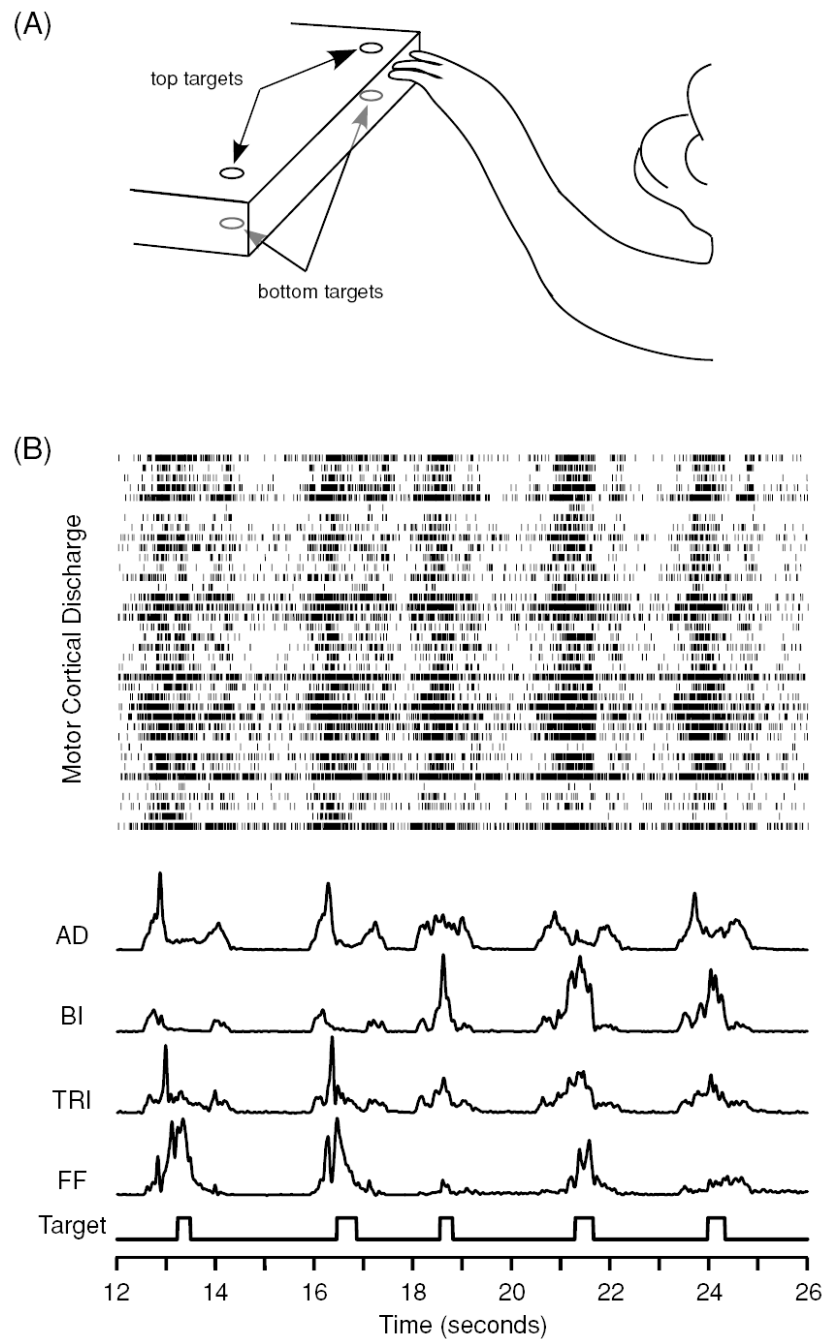 (A)
top targets
bottom targets
(B)
Motor Cortical Discharge
AD
BI
TRI
FF
Target
12 14 16 18 20 22 24 26
Time (seconds)